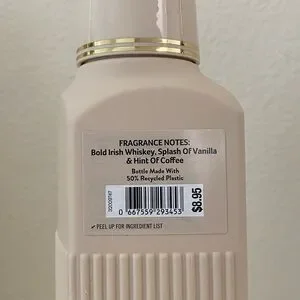 FRAGRANCE NOTES:
Bold Irish Whiskey, Splash Of Vanilla
& Hint Of Coffee
Bottle Made With
50% Recycled Plastic
0 667559 293453
$8.95
✓ PEEL UP FOR INGREDIENT LIST